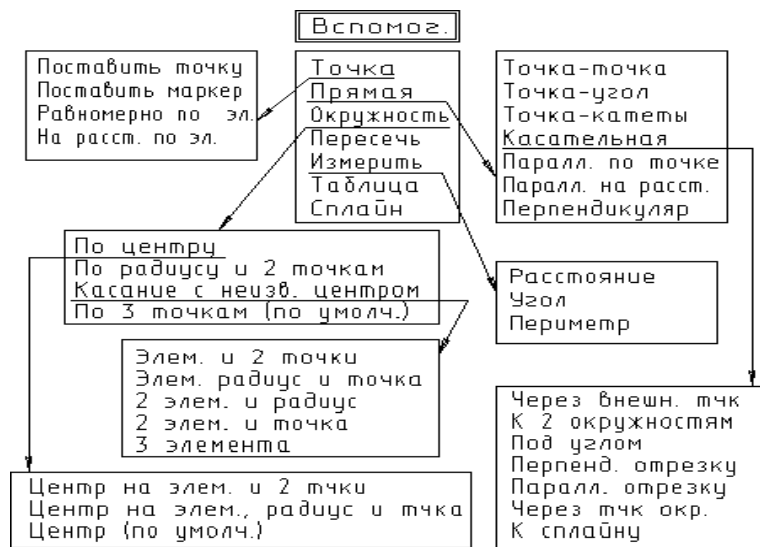 Вспомог.
Поставить точку
Поставить маркер
Равномерно по эл.
На расст. по эл.
Точка
Прямая
Окружность
Пересечь
Измерить
Таблица
Сплайн
Точка-точка
Точка-угол
Точка-катеты
Касательная
Паралл. по точке
Паралл. на расст.
Перпендикуляр
По центру
По радиусу и 2 точкам
Касание с неизв. центром
По 3 точкам (по умолч.)
Расстояние
Угол
Периметр
Элем. и 2 точки
Элем. радиус и точка
2 элем. и радиус
2 элем. и точка
3 элемента
Через внешн. тчк
К 2 окружностям
Под углом
Перпенд. отрезку
Паралл. отрезку
Через тчк окр.
К сплайну
Центр на элем. и 2 тчки
Центр на элем., радиус и тчка
Центр (по умолч.)